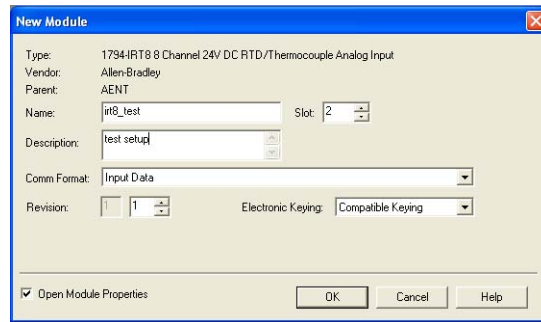 New Module
Type: 1794-IRT8 8 Channel 24V DC RTD/Thermocouple Analog Input
Vendor: Allen-Bradley
Parent: AENT
Name: irt8_test Slot: 2
Description: test setup
Comm Format: Input Data
Revision: 1 1 Electronic Keying: Compatible Keying
Open Module Properties OK Cancel Help